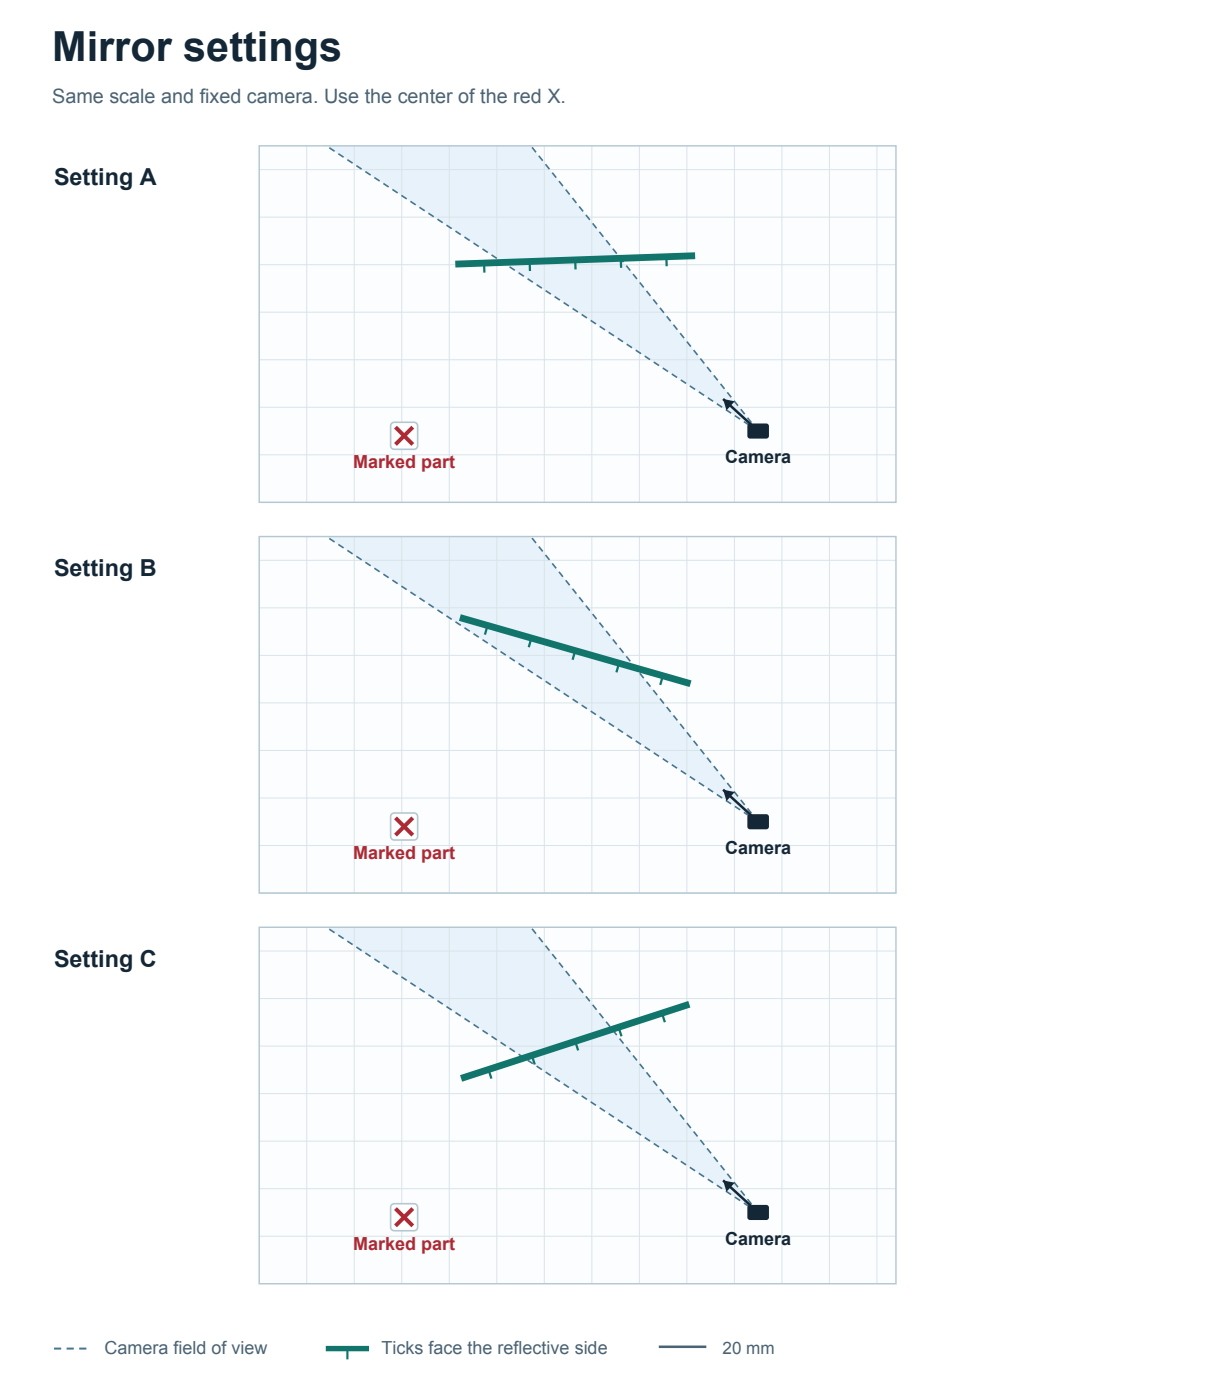 Mirror settings
Same scale and fixed camera. Use the center of the red X.
Setting A
Marked part
Camera
Setting B
Marked part
Camera
Setting C
Marked part
Camera
Camera field of view
Ticks face the reflective side
20 mm